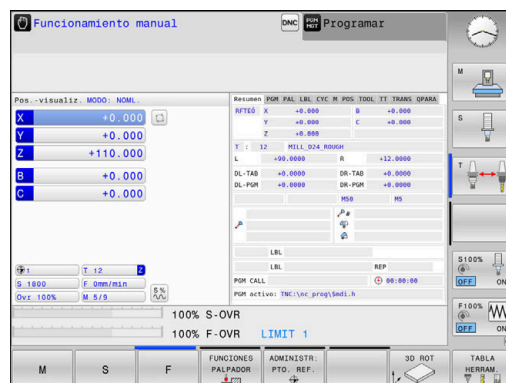 Funcionamiento manual
DNC
PGM MGT
Programar
Pos.-visualiz. MODO: NOML.
X +0.000
Y +0.000
Z +110.000
B +0.000
C +0.000
1 T 12 Z
S 1800 F 0mm/min
Ovr 100% M 5/9
S %
Resumen PGM PAL LBL CYC M POS TOOL TT TRANS QPARA
RFTEÓ X +0.000 B +0.000
Y +0.000 C +0.000
Z +0.000
T : 12 MILL_D24_ROUGH
L +90.0000 R +12.0000
DL-TAB +0.0000 DR-TAB +0.0000
DL-PGM +0.0000 DR-PGM +0.0000
M50 M5
P
LBL
LBL REP
PGM CALL 00:00:00
PGM activo: TNC:\nc_prog\$mdi.h
100% S-OVR
100% F-OVR LIMIT 1
M
S
F
FUNCIONES PALPADOR
ADMINISTR. PTO. REF.
3D ROT
TABLA HERRAM.
M
S
T
S100%
OFF ON
F100%
OFF ON